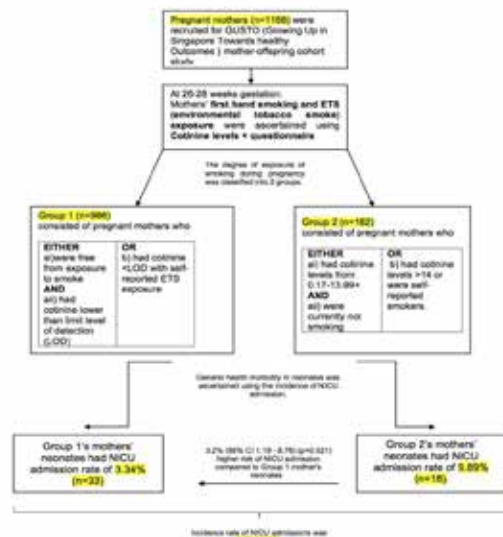 Pregnant mothers (n=1168) were
recruited for GUSTO (Growing Up in
Singapore Towards healthy
Outcomes ) mother-offspring cohort
study
At 26-28 weeks gestation:
Mothers' first hand smoking and ETS
(environmental tobacco smoke)
exposure were ascertained using
Cotinine levels + questionnaire
The degree of exposure of
smoking during pregnancy
was classified into 2 groups.
Group 1 (n=986)
consisted of pregnant mothers who
EITHER
a)were free from exposure
to smoke
AND
aii) had
cotinine lower
than limit level of
detection (LOD)
OR
b) had cotinine
<LOD with self-
reported ETS
exposure
Group 2 (n=182)
consisted of pregnant mothers who
EITHER
ai) had cotinine
levels from
0.17-13.99+
AND
aii) were
currently not
smoking
OR
b) had cotinine
levels >14 or
were self-
reported
smokers.
health morbidity in neonates was
ascertained using the incidence of NICU
admission.
Group 1's mothers'
neonates had NICU
admission rate of 3.34%
(n=33)
higher risk of NICU admission
compared to Group 1 mother's
neonates
Group 2's mothers'
neonates had NICU
admission rate of 9.89%
(n=18)
Incidence rate of NICU admissions was